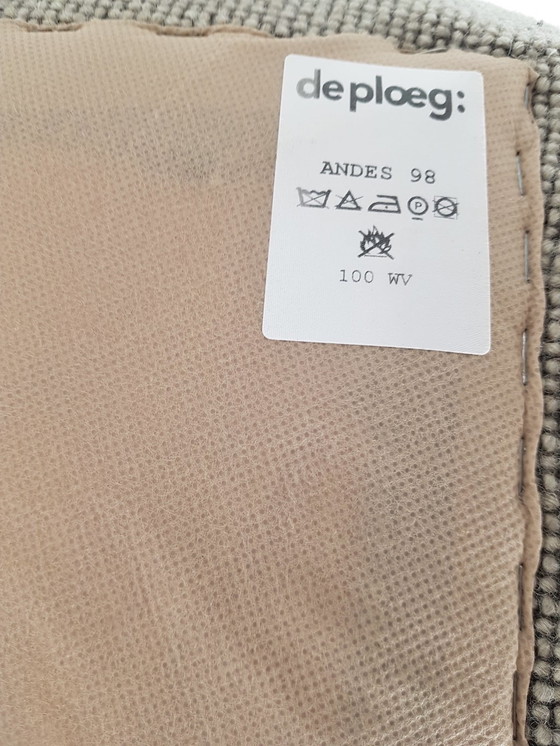 de ploeg:
ANDES 98
P
100 WV